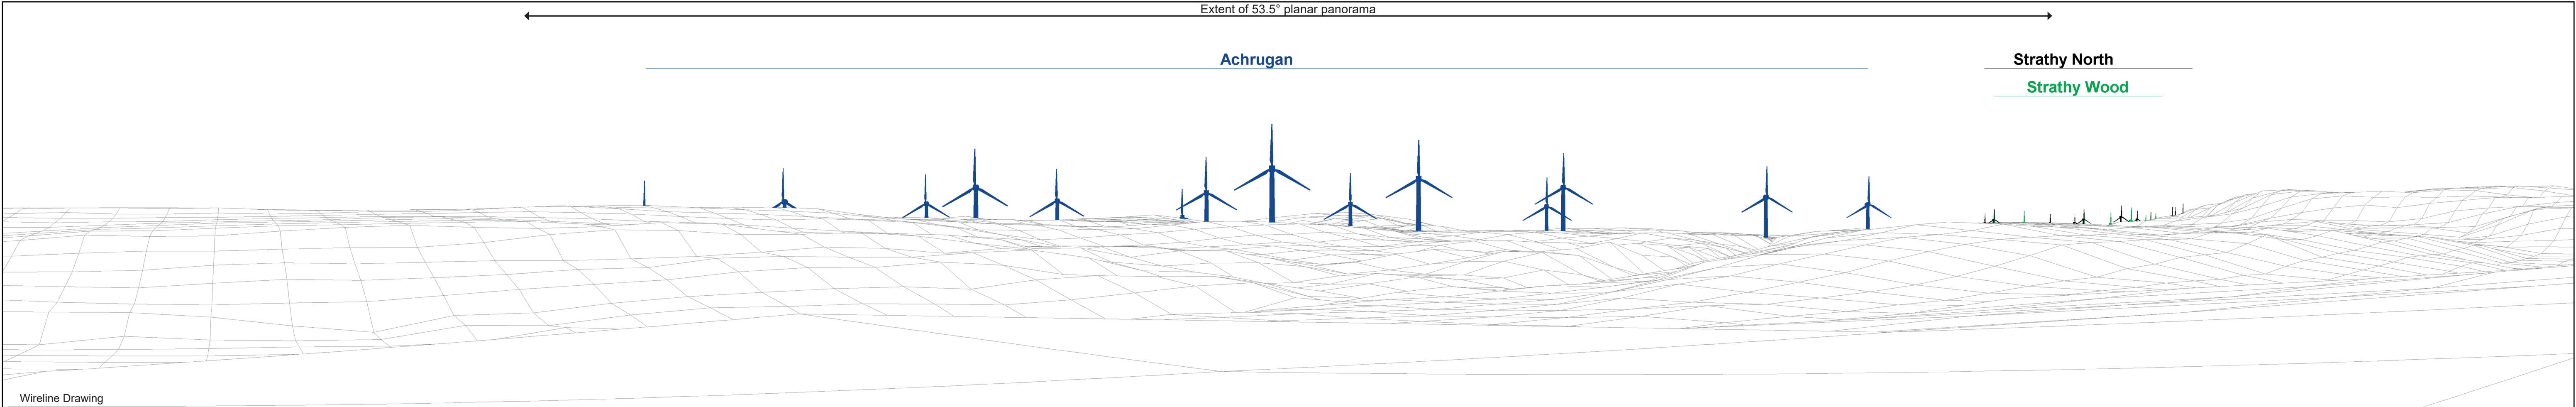 Extent of 53.5° planar panorama
Achrugan
Strathy North
Strathy Wood
Wireline Drawing